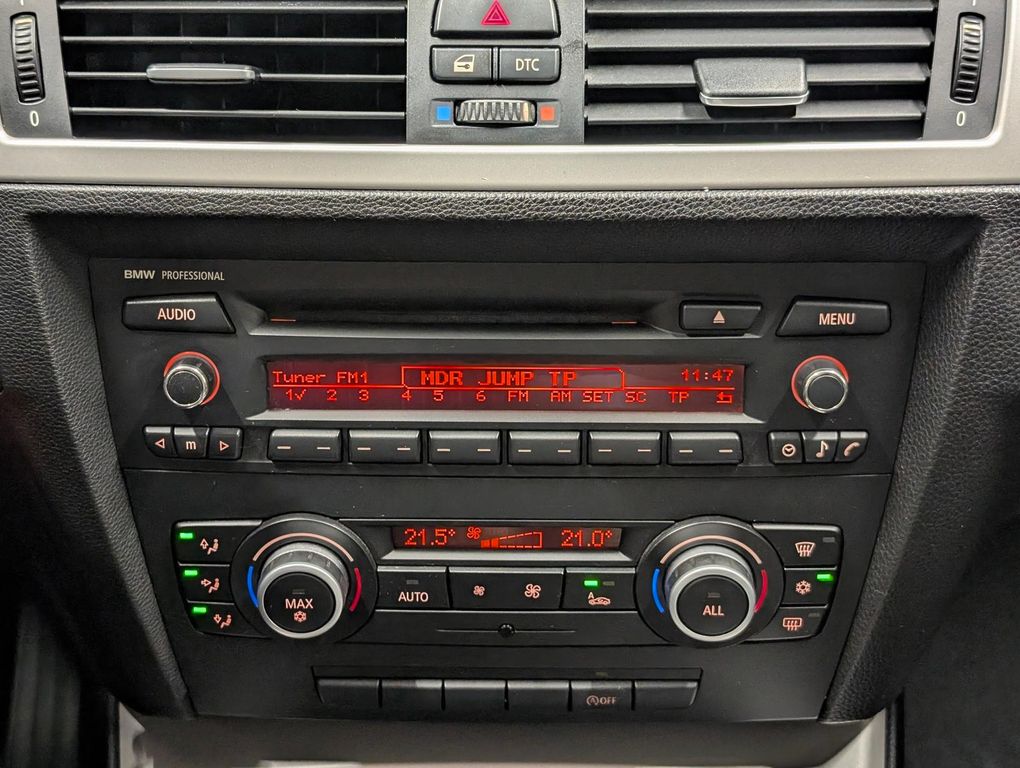 DTC
0
0
BMW PROFESSIONAL
AUDIO
MENU
Tuner FM1 MDR JUMP TP 11:47
1✓ 2 3 4 5 6 FM AM SET SC TP
m
21.5° 21.0°
MAX
AUTO
A
ALL
A OFF